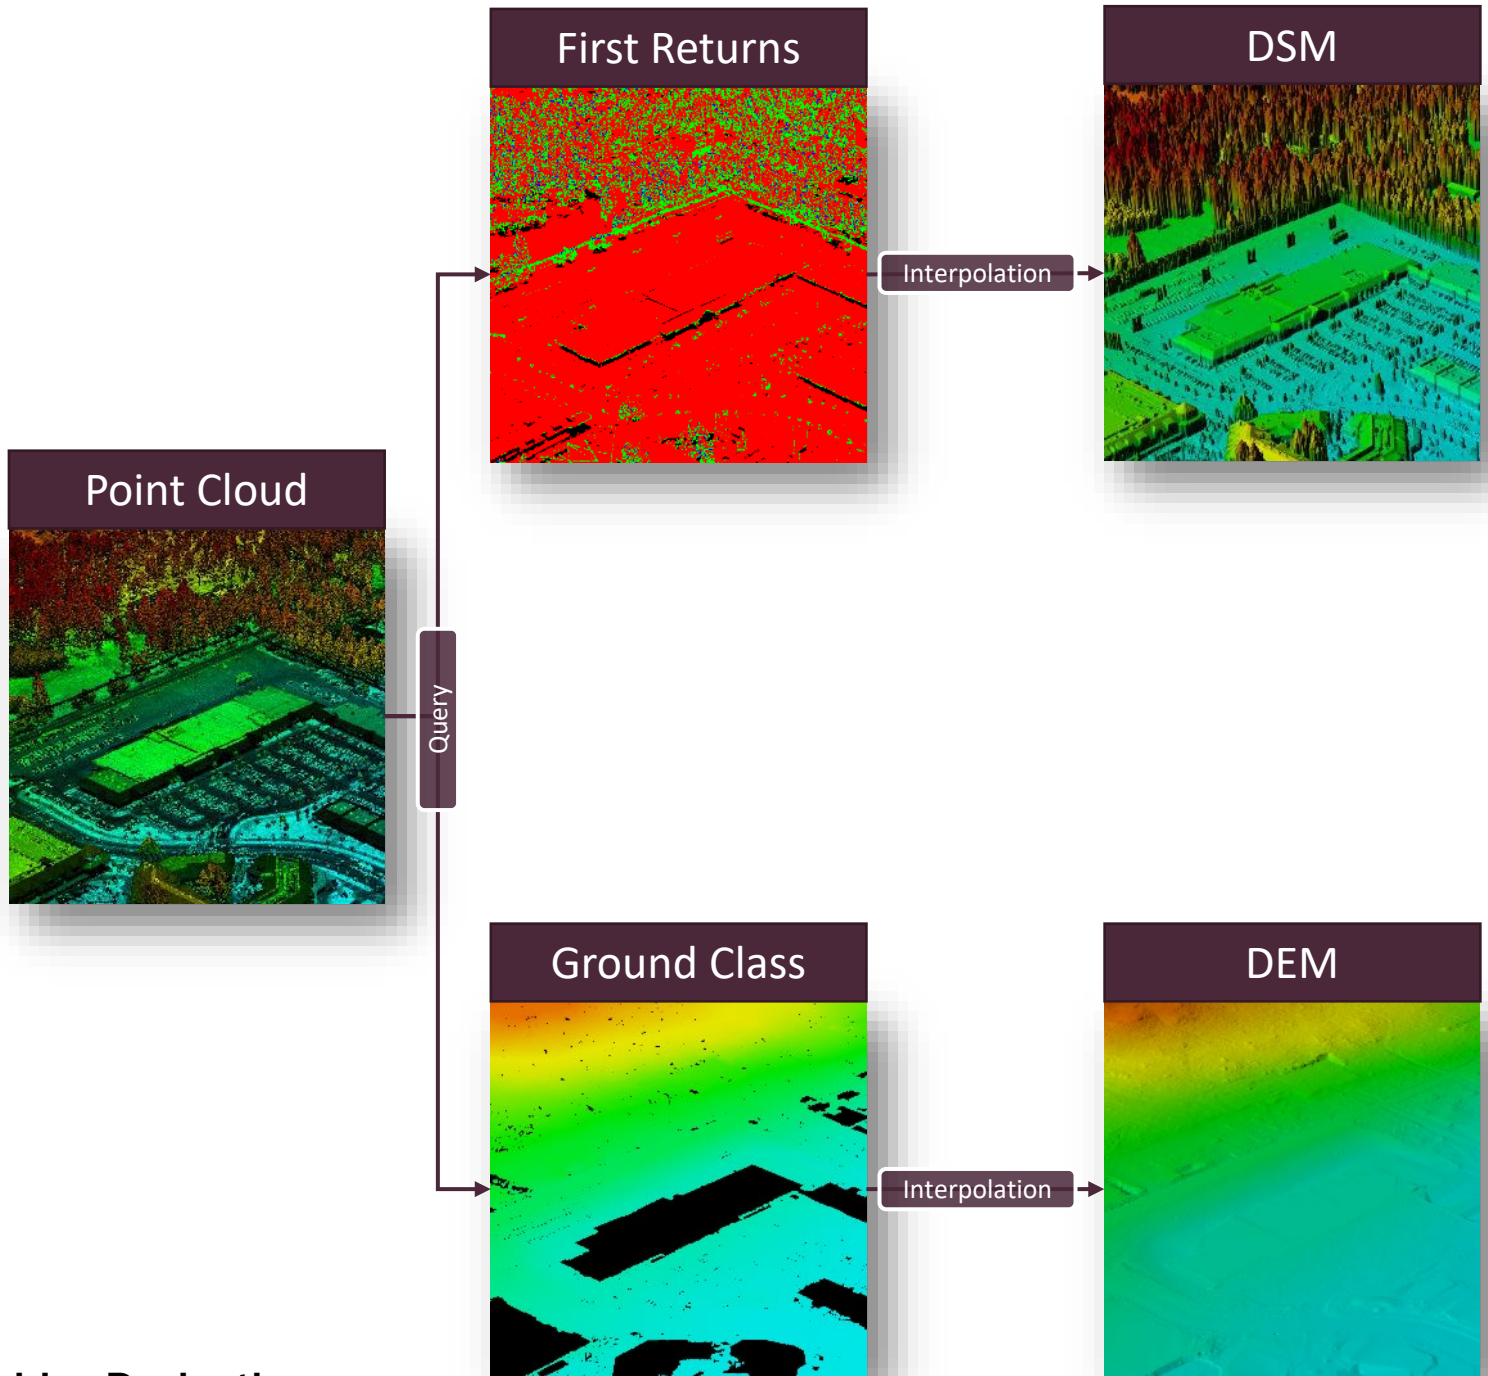 First Returns
DSM
Interpolation
Point Cloud
Query
Ground Class
DEM
Interpolation